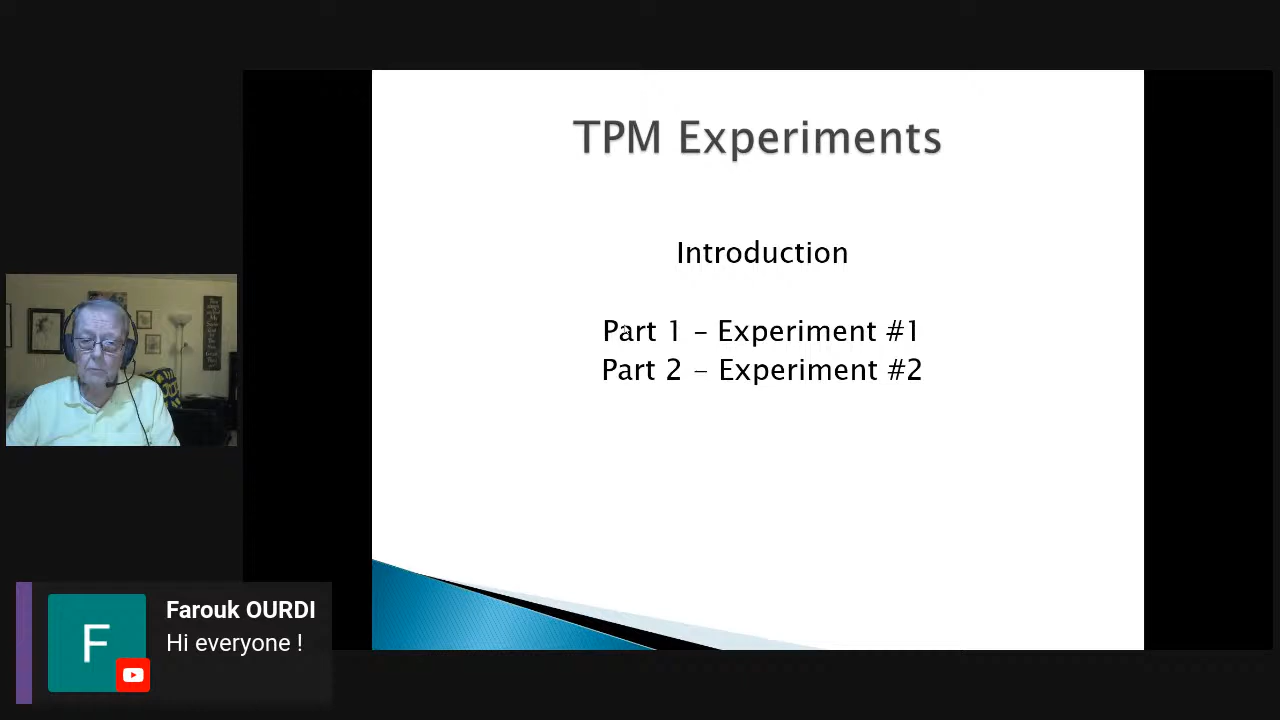 TPM Experiments
Introduction
Part 1 – Experiment #1
Part 2 – Experiment #2
F
Farouk OURDI
Hi everyone !